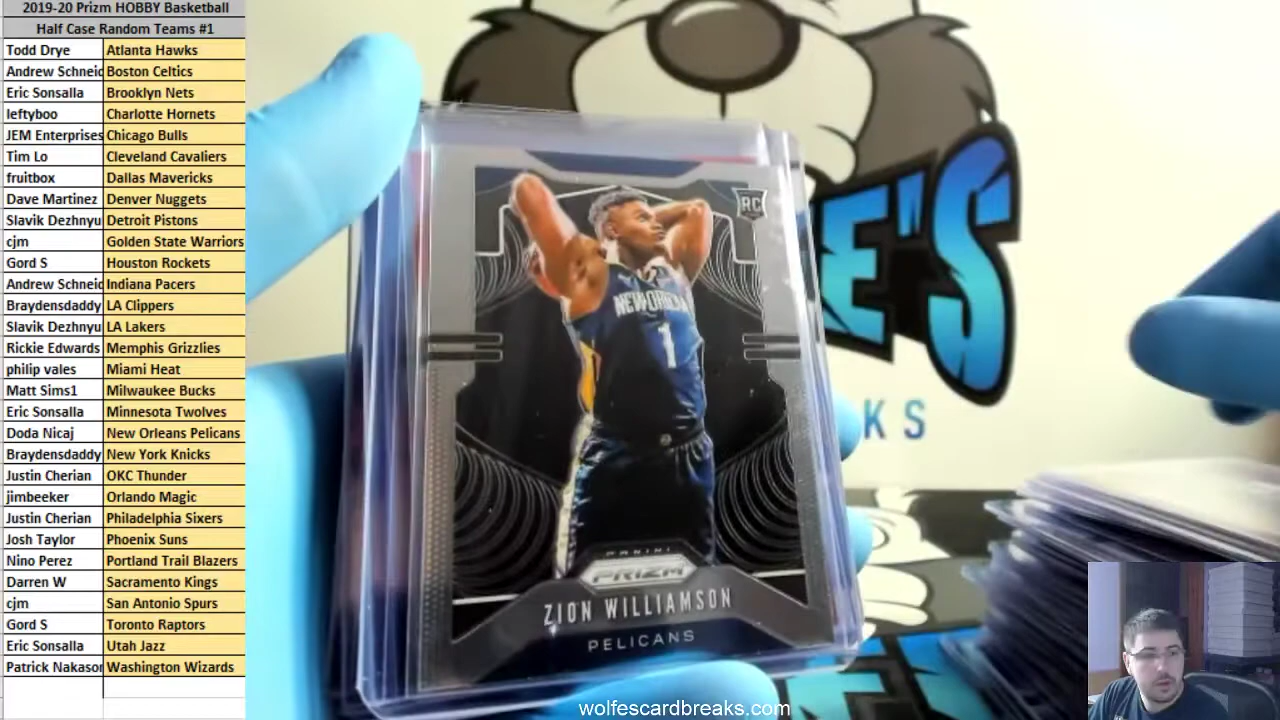 2019-20 Prizm HOBBY Basketball
Half Case Random Teams #1
Todd Drye Atlanta Hawks
Andrew Schneid Boston Celtics
Eric Sonsalla Brooklyn Nets
leftyboo Charlotte Hornets
JEM Enterprises Chicago Bulls
Tim Lo Cleveland Cavaliers
fruitbox Dallas Mavericks
Dave Martinez Denver Nuggets
Slavik Dezhnyu Detroit Pistons
cjm Golden State Warriors
Gord S Houston Rockets
Andrew Schneid Indiana Pacers
Braydensdaddy LA Clippers
Slavik Dezhnyu LA Lakers
Rickie Edwards Memphis Grizzlies
philip vales Miami Heat
Matt Sims1 Milwaukee Bucks
Eric Sonsalla Minnesota Twolves
Doda Nicaj New Orleans Pelicans
Braydensdaddy New York Knicks
Justin Cherian OKC Thunder
jimbeeker Orlando Magic
Justin Cherian Philadelphia Sixers
Josh Taylor Phoenix Suns
Nino Perez Portland Trail Blazers
Darren W Sacramento Kings
cjm San Antonio Spurs
Gord S Toronto Raptors
Eric Sonsalla Utah Jazz
Patrick Nakason Washington Wizards
RC
NEW ORLEANS
1
PANINI
PRIZM
ZION WILLIAMSON
PELICANS
E'S
KS
E'S
wolfescardbreaks.com